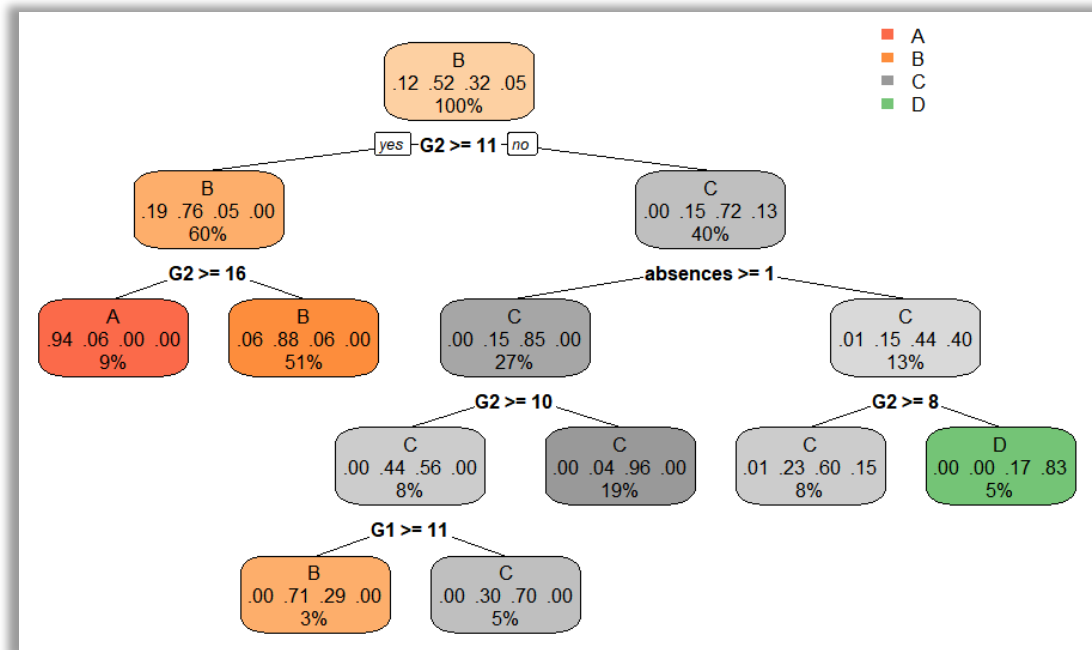 A
B
C
D
B
.12 .52 .32 .05
100%
yes G2 >= 11 no
B
.19 .76 .05 .00
60%
C
.00 .15 .72 .13
40%
G2 >= 16
absences >= 1
A
.94 .06 .00 .00
9%
B
.06 .88 .06 .00
51%
C
.00 .15 .85 .00
27%
C
.01 .15 .44 .40
13%
G2 >= 10
G2 >= 8
C
.00 .44 .56 .00
8%
C
.00 .04 .96 .00
19%
C
.01 .23 .60 .15
8%
D
.00 .00 .17 .83
5%
G1 >= 11
B
.00 .71 .29 .00
3%
C
.00 .30 .70 .00
5%